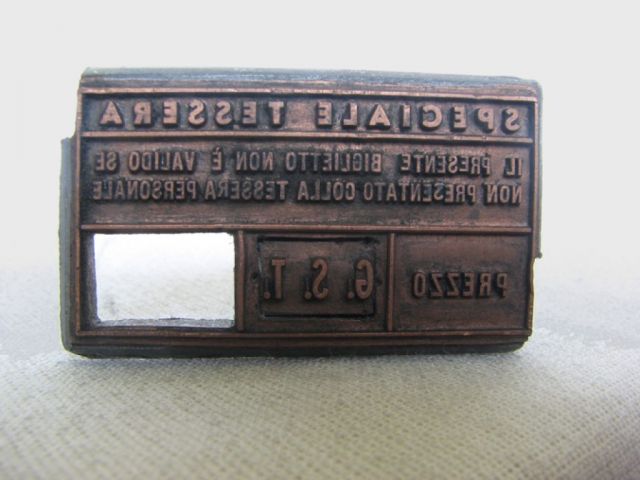 SPECIALE TESSERA
IL PRESENTE BIGLIETTO NON È VALIDO SE
NON PRESENTATO COLLA TESSERA PERSONALE
PREZZO
G. S. T.